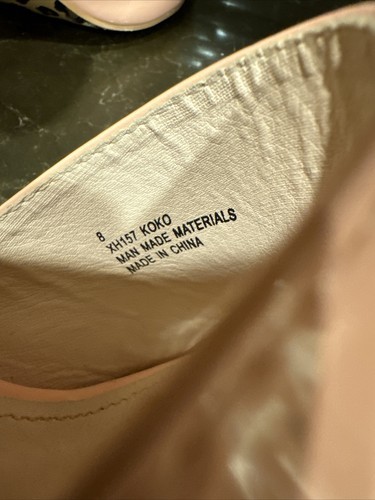 8
XH157 KOKO
MAN MADE MATERIALS
MADE IN CHINA